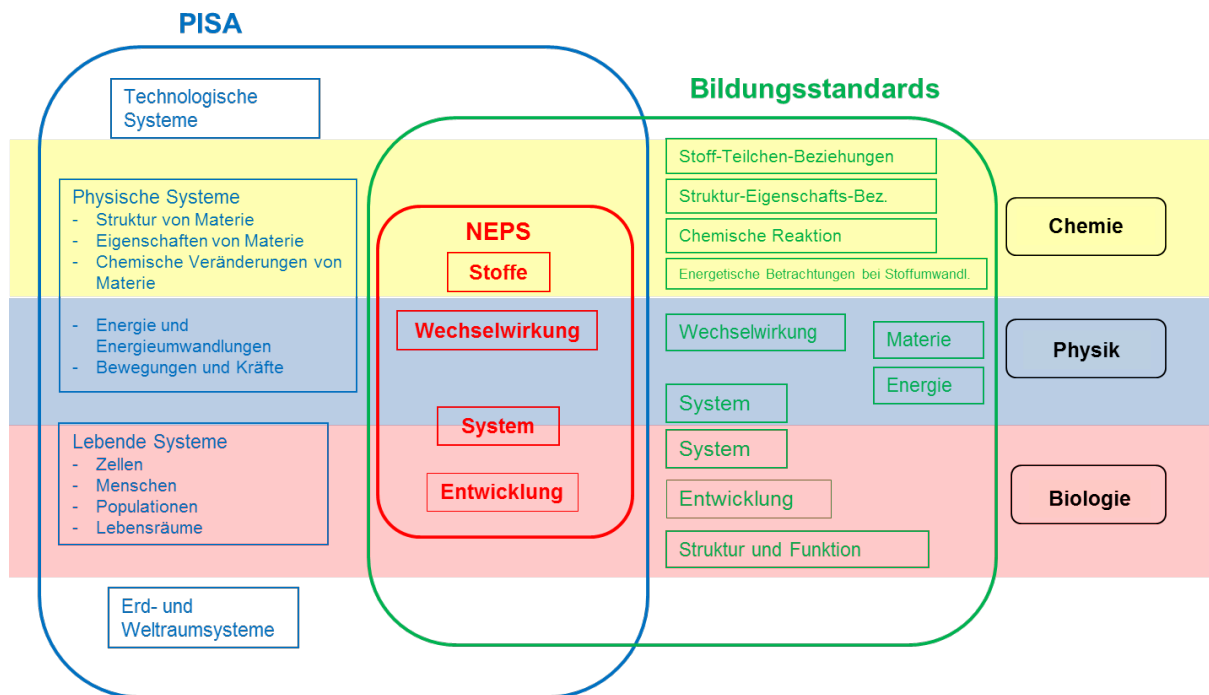 PISA
Technologische
Systeme
Physische Systeme
- Struktur von Materie
- Eigenschaften von Materie
- Chemische Veränderungen von
Materie
- Energie und
Energieumwandlungen
- Bewegungen und Kräfte
Lebende Systeme
- Zellen
- Menschen
- Populationen
- Lebensräume
Erd- und
Weltraumsysteme
NEPS
Stoffe
Wechselwirkung
System
Entwicklung
Bildungsstandards
Stoff-Teilchen-Beziehungen
Struktur-Eigenschafts-Bez.
Chemische Reaktion
Energetische Betrachtungen bei Stoffumwandl.
Wechselwirkung
Materie
Energie
System
System
Entwicklung
Struktur und Funktion
Chemie
Physik
Biologie